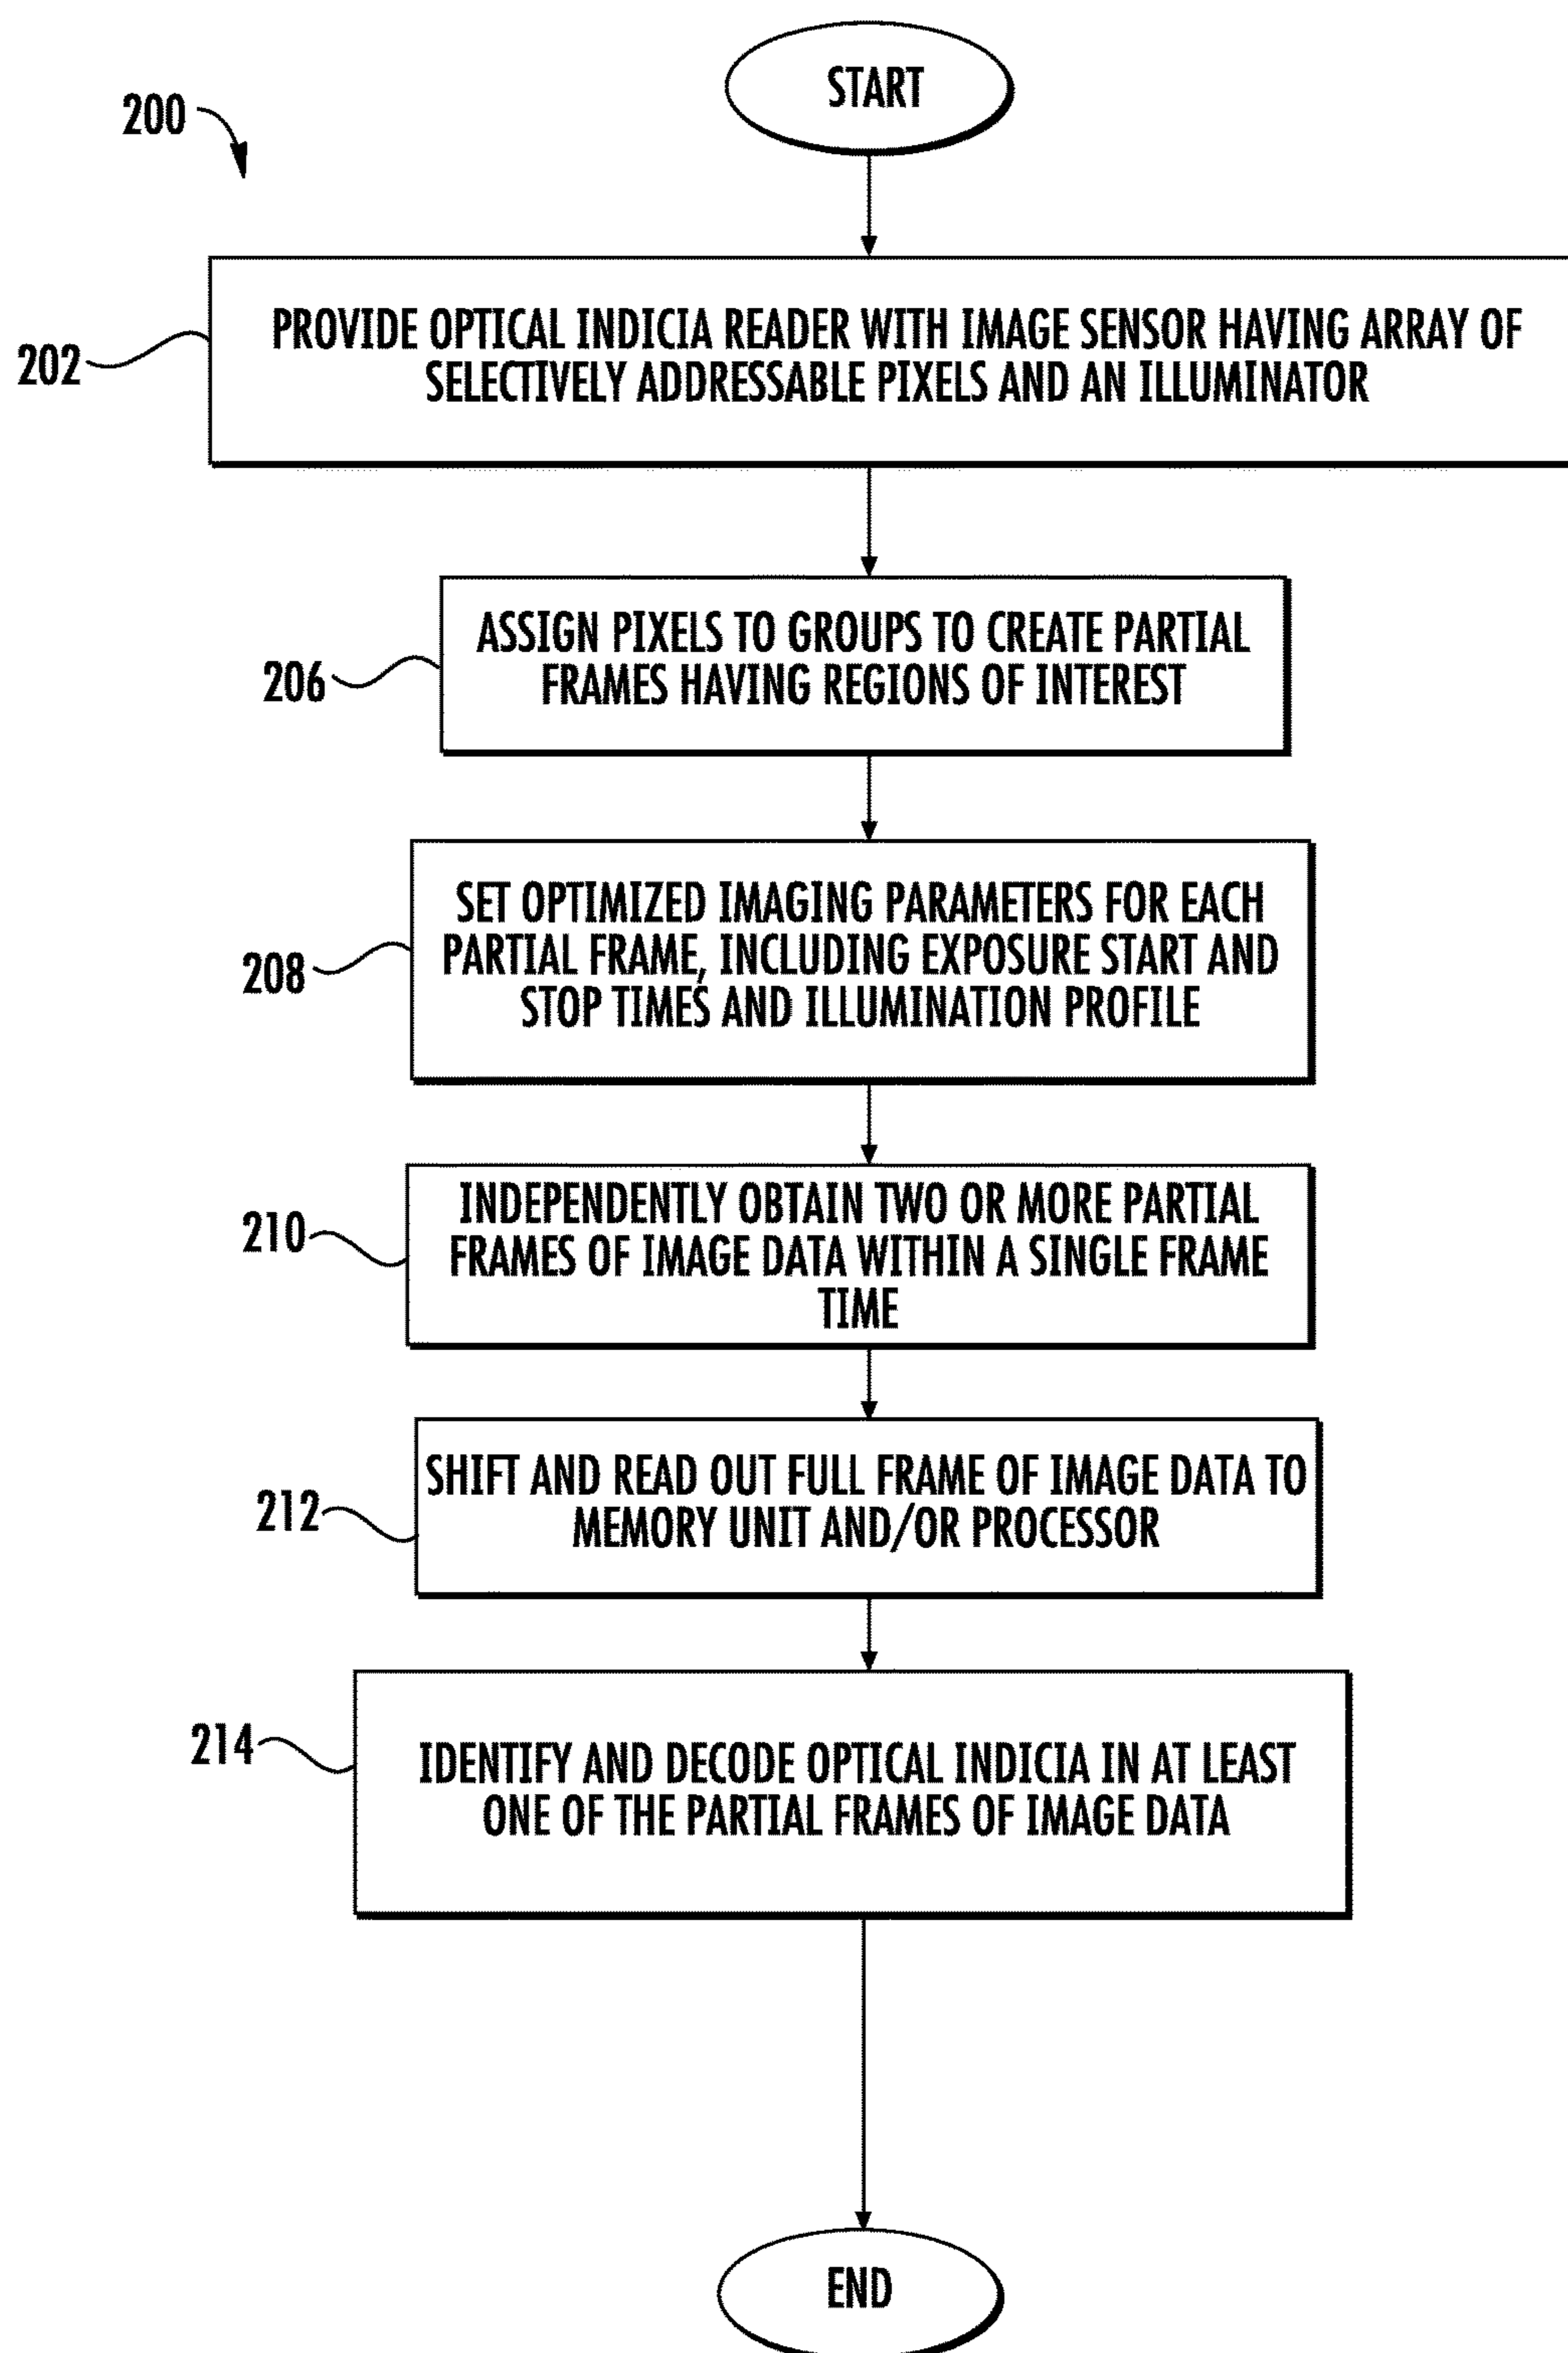 START
200
PROVIDE OPTICAL INDICIA READER WITH IMAGE SENSOR HAVING ARRAY OF
SELECTIVELY ADDRESSABLE PIXELS AND AN ILLUMINATOR
202
ASSIGN PIXELS TO GROUPS TO CREATE PARTIAL
FRAMES HAVING REGIONS OF INTEREST
206
SET OPTIMIZED IMAGING PARAMETERS FOR EACH
PARTIAL FRAME, INCLUDING EXPOSURE START AND
STOP TIMES AND ILLUMINATION PROFILE
208
INDEPENDENTLY OBTAIN TWO OR MORE PARTIAL
FRAMES OF IMAGE DATA WITHIN A SINGLE FRAME
TIME
210
SHIFT AND READ OUT FULL FRAME OF IMAGE DATA TO
MEMORY UNIT AND/OR PROCESSOR
212
IDENTIFY AND DECODE OPTICAL INDICIA IN AT LEAST
ONE OF THE PARTIAL FRAMES OF IMAGE DATA
214
END